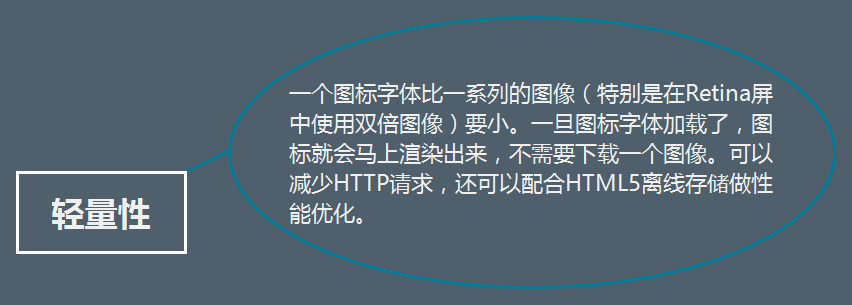 一个图标字体比一系列的图像（特别是在Retina屏
中使用双倍图像）要小。一旦图标字体加载了，图
标就会马上渲染出来，不需要下载一个图像。可以
减少HTTP请求，还可以配合HTML5离线存储做性
能优化。
轻量性